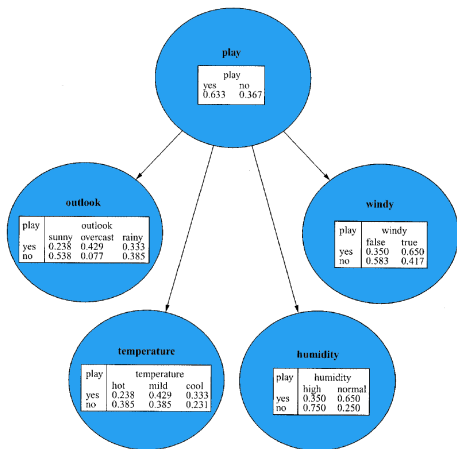 play
play
yes no
0.633 0.367
outlook
play outlook
sunny overcast rainy
yes 0.238 0.429 0.333
no 0.538 0.077 0.385
windy
play windy
false true
yes 0.350 0.650
no 0.583 0.417
temperature
play temperature
hot mild cool
yes 0.238 0.429 0.333
no 0.385 0.385 0.231
humidity
play humidity
high normal
yes 0.350 0.650
no 0.750 0.250